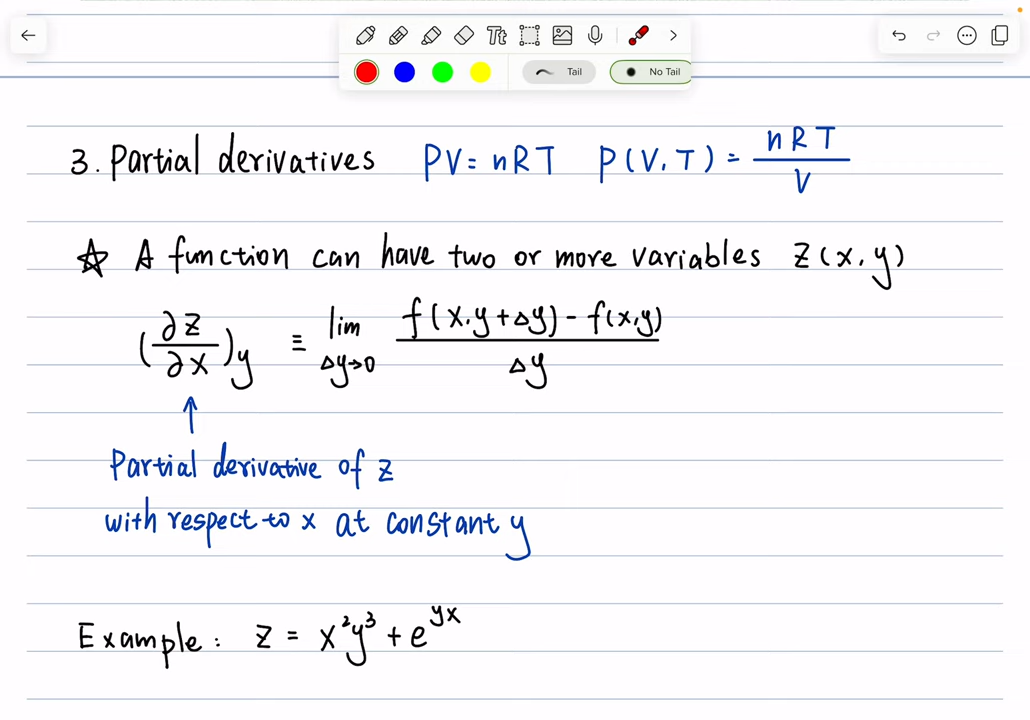 Tt
Tail
No Tail
3. Partial derivatives PV = nRT P(V,T) = nRT/V
☆ A function can have two or more variables z(x,y)
(∂z/∂x)y ≡ lim Δy→0 f(x,y+Δy) - f(x,y)/Δy
↑
Partial derivative of z
with respect to x at constant y
Example: z = x²y³ + e^yx